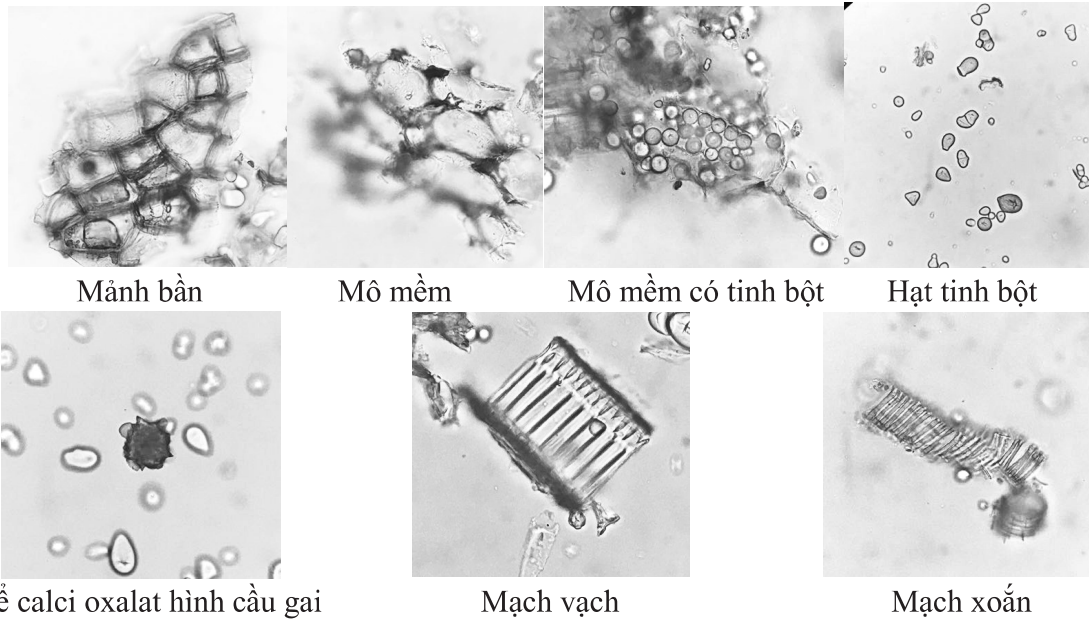 Mảnh bần
Mô mềm
Mô mềm có tinh bột
Hạt tinh bột
ể calci oxalat hình cầu gai
Mạch vạch
Mạch xoắn